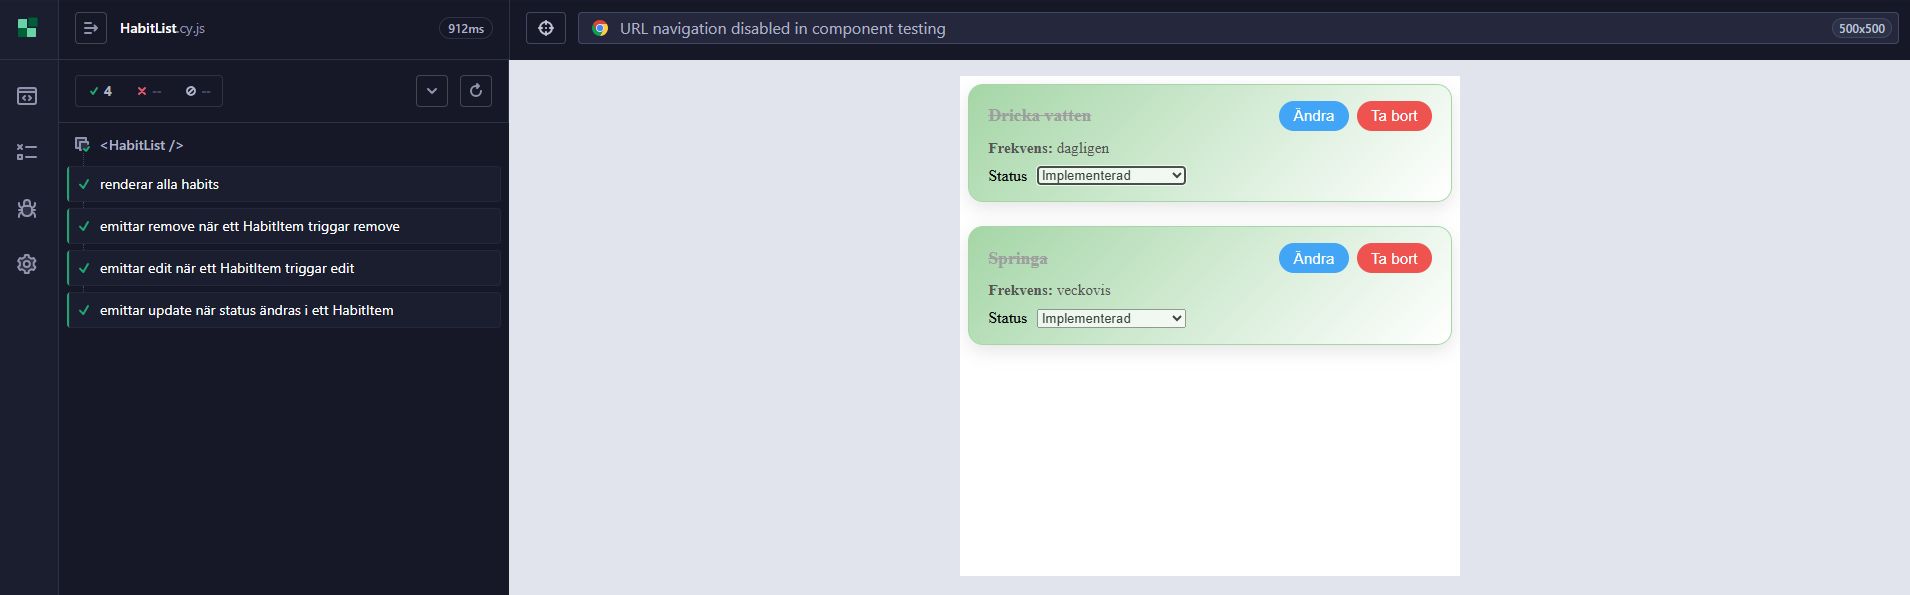 HabitList.cy.js 912ms
URL navigation disabled in component testing 500x500
4 -- --
<HabitList />
renderar alla habits
emittar remove när ett HabitItem triggar remove
emittar edit när ett HabitItem triggar edit
emittar update när status ändras i ett HabitItem
Dricka vatten Ändra Ta bort
Frekvens: dagligen
Status Implementerad
Springa Ändra Ta bort
Frekvens: veckovis
Status Implementerad